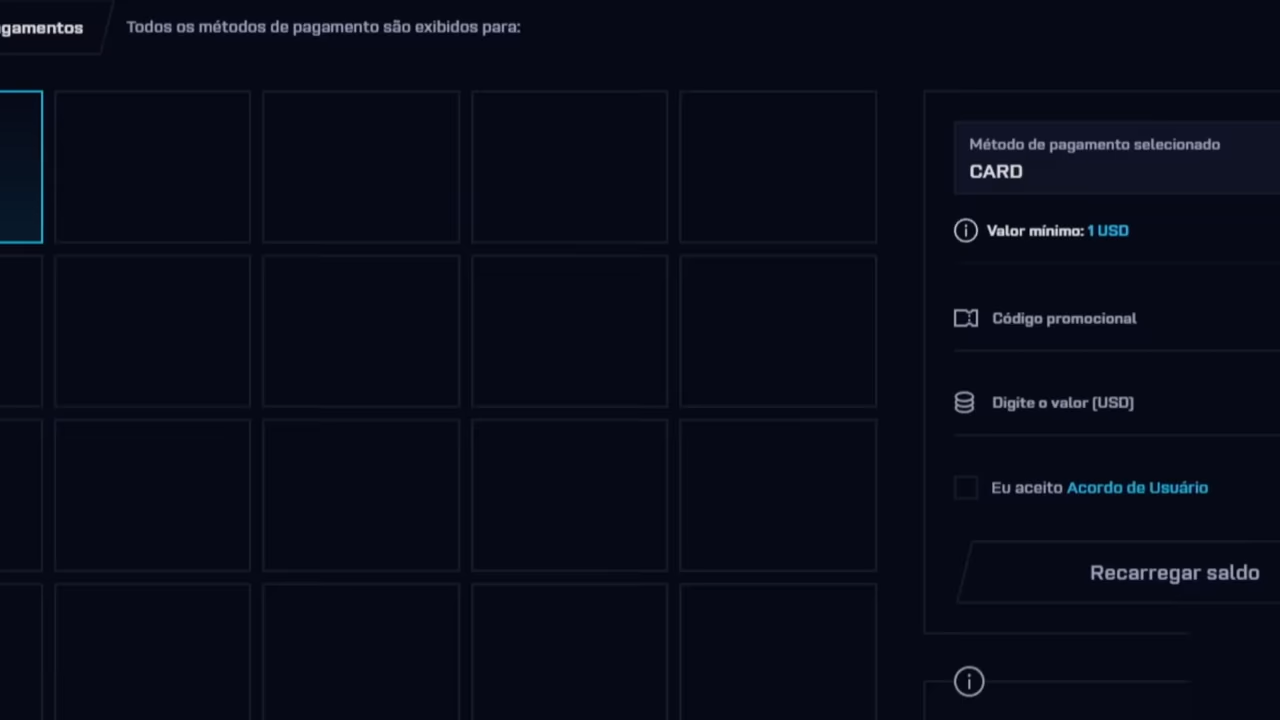 gamentos
Todos os métodos de pagamento são exibidos para:
Método de pagamento selecionado
CARD
Valor mínimo: 1 USD
Código promocional
Digite o valor (USD)
Eu aceito Acordo de Usuário
Recarregar saldo